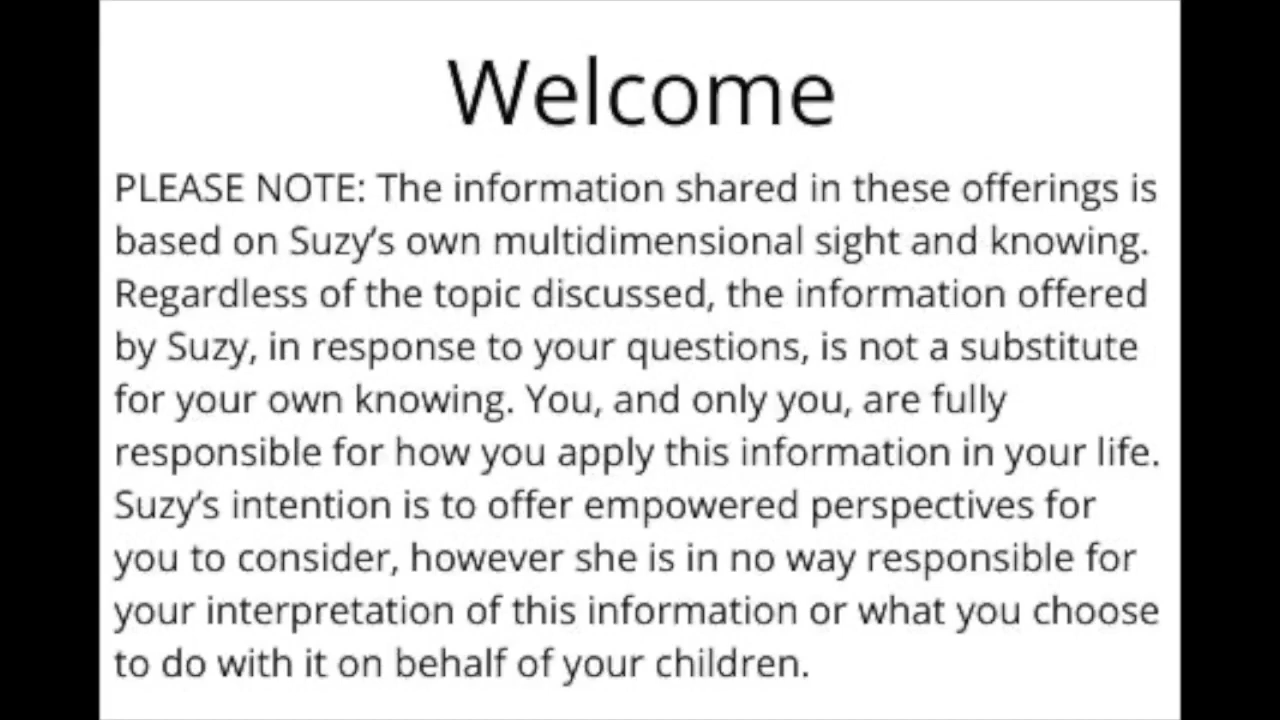 Welcome
PLEASE NOTE: The information shared in these offerings is
based on Suzy’s own multidimensional sight and knowing.
Regardless of the topic discussed, the information offered
by Suzy, in response to your questions, is not a substitute
for your own knowing. You, and only you, are fully
responsible for how you apply this information in your life.
Suzy’s intention is to offer empowered perspectives for
you to consider, however she is in no way responsible for
your interpretation of this information or what you choose
to do with it on behalf of your children.